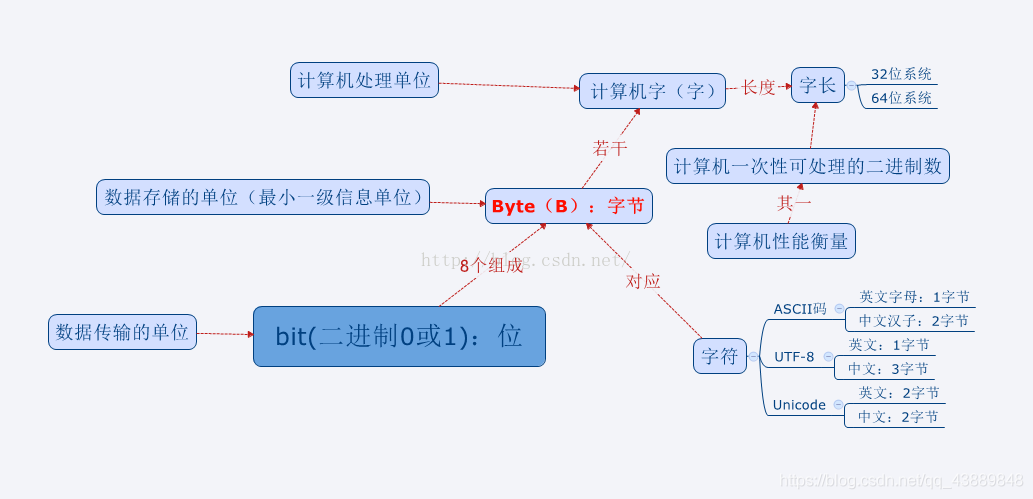 计算机处理单位
计算机字（字）
长度
字长
32位系统
64位系统
若干
计算机一次性可处理的二进制数
数据存储的单位（最小一级信息单位）
Byte（B）：字节
其一
计算机性能衡量
http://blog.csdn.net/
8个组成
对应
数据传输的单位
bit(二进制0或1)：位
字符
ASCII码
英文字母：1字节
中文汉子：2字节
UTF-8
英文：1字节
中文：3字节
Unicode
英文：2字节
中文：2字节
https://blog.csdn.net/qq_43889848